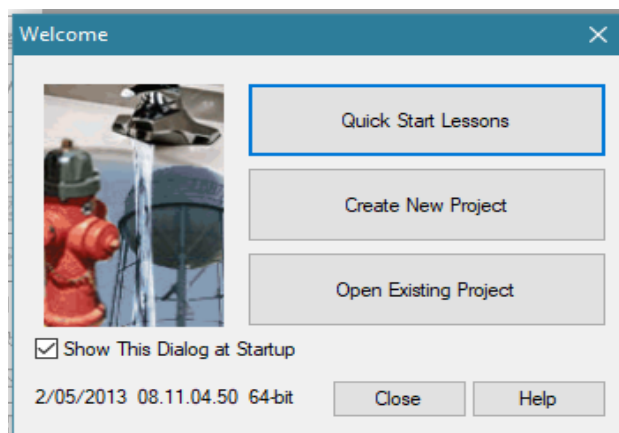 Welcome
Quick Start Lessons
Create New Project
Open Existing Project
Show This Dialog at Startup
2/05/2013 08.11.04.50 64-bit
Close
Help